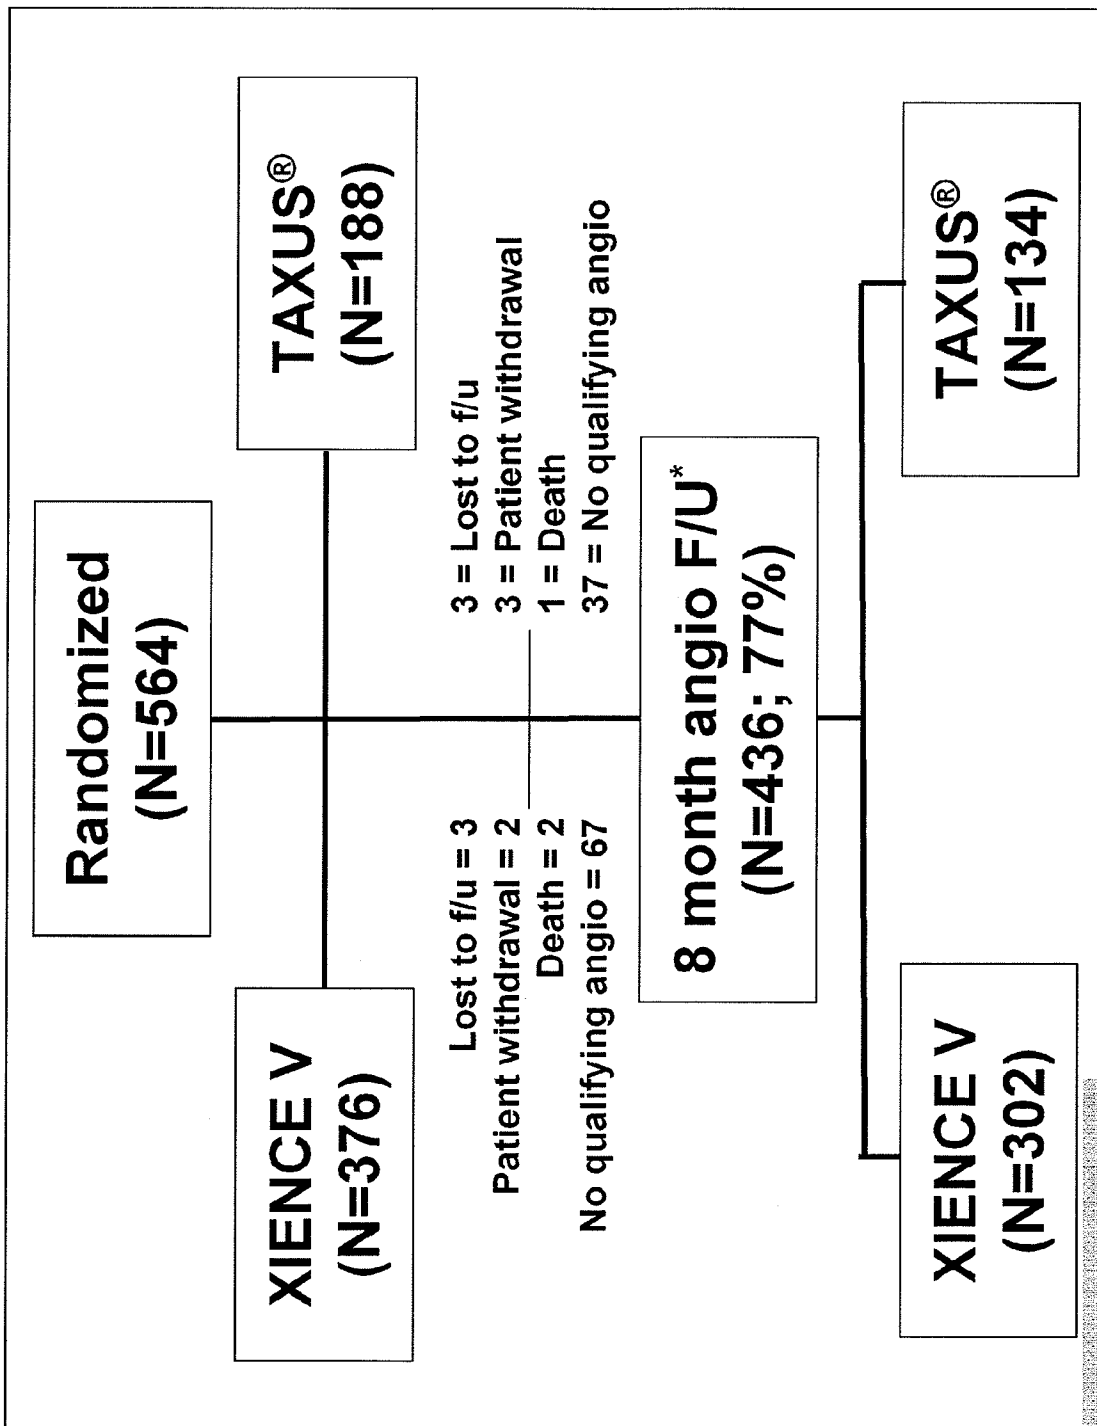 Randomized
(N=564)
XIENCE V
(N=376)
TAXUS®
(N=188)
Lost to f/u = 3
Patient withdrawal = 2
Death = 2
No qualifying angio = 67
3 = Lost to f/u
3 = Patient withdrawal
1 = Death
37 = No qualifying angio
8 month angio F/U*
(N=436; 77%)
XIENCE V
(N=302)
TAXUS®
(N=134)